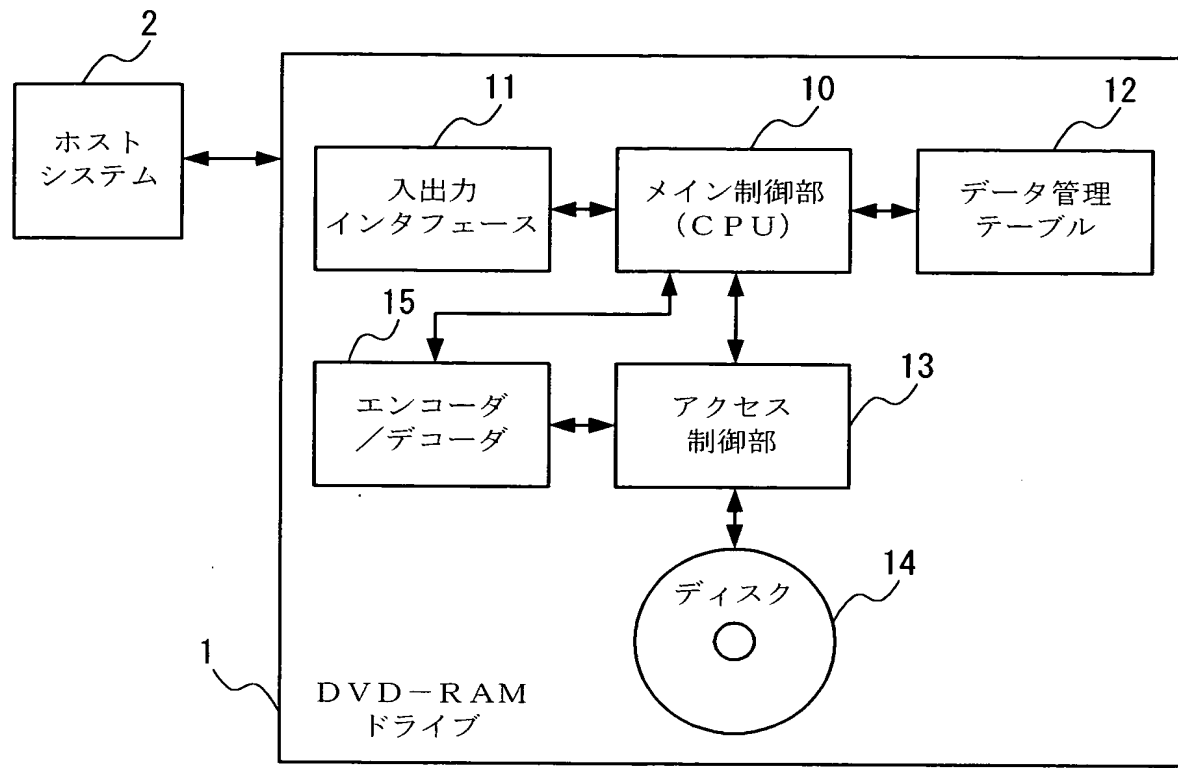 2
ホスト
システム
11
入出力
インタフェース
10
メイン制御部
(CPU)
12
データ管理
テーブル
15
エンコーダ
/デコーダ
13
アクセス
制御部
14
ディスク
1
DVD-RAM
ドライブ